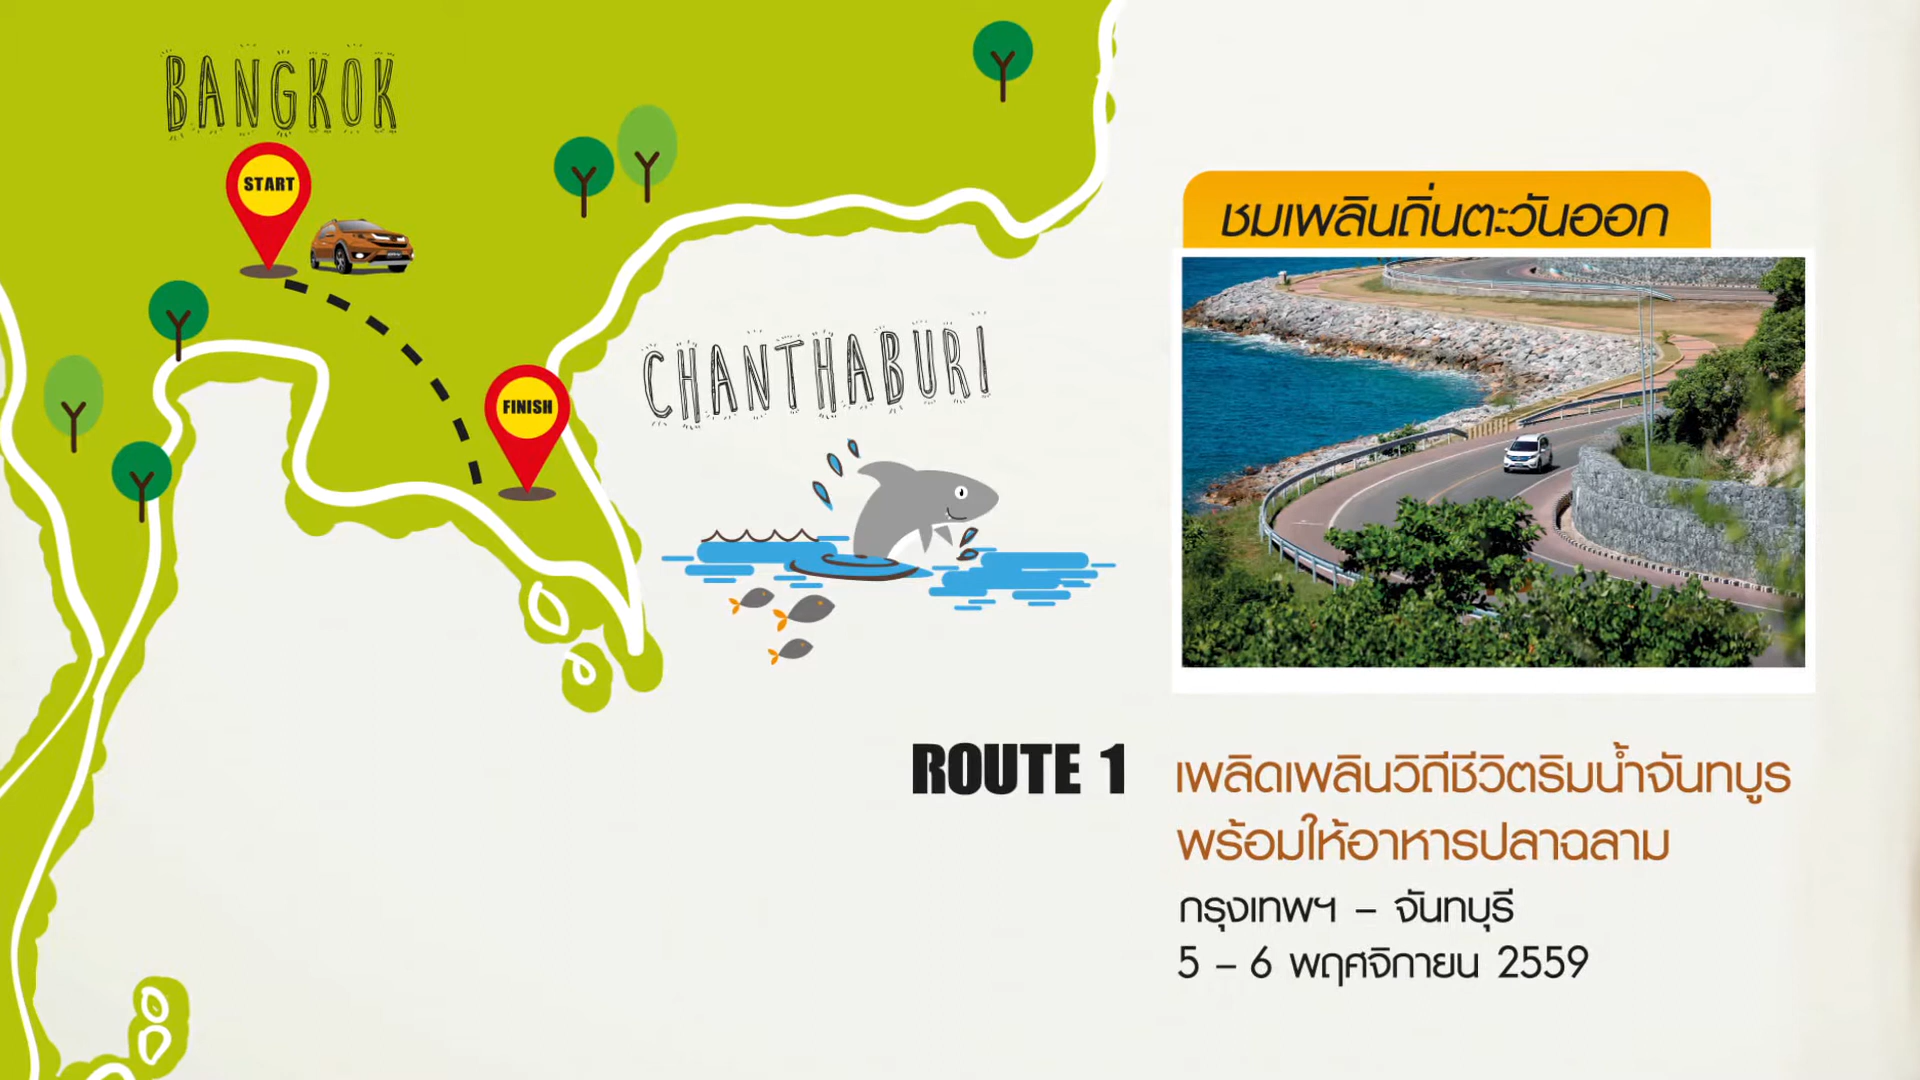 BANGKOK
START
FINISH
CHANTHABURI
ชมเพลินถิ่นตะวันออก
ROUTE 1
เพลิดเพลินวิถีชีวิตริมน้ำจันทบูร
พร้อมให้อาหารปลาฉลาม
กรุงเทพฯ – จันทบุรี
5 – 6 พฤศจิกายน 2559